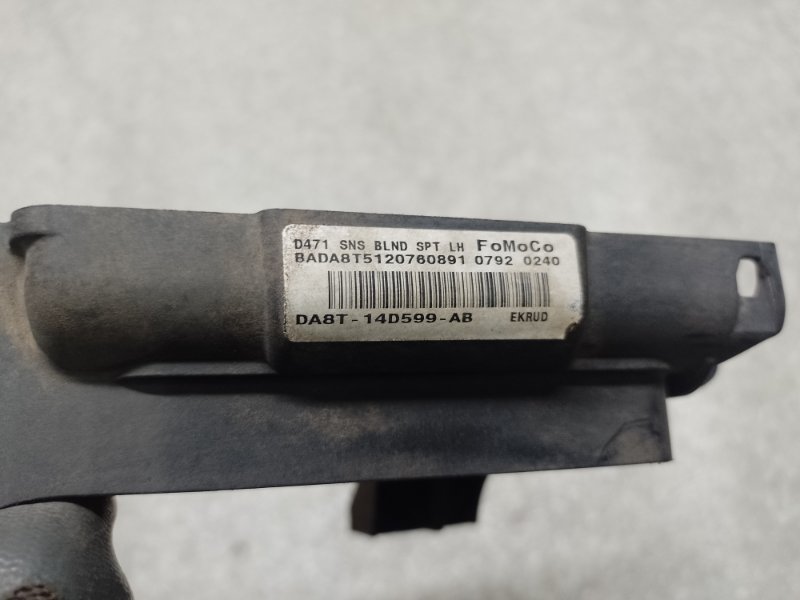 D471 SNS BLND SPT LH FoMoCo
BADA8T5120760891 0792 0240
DA8T-14D599-AB EKRUD